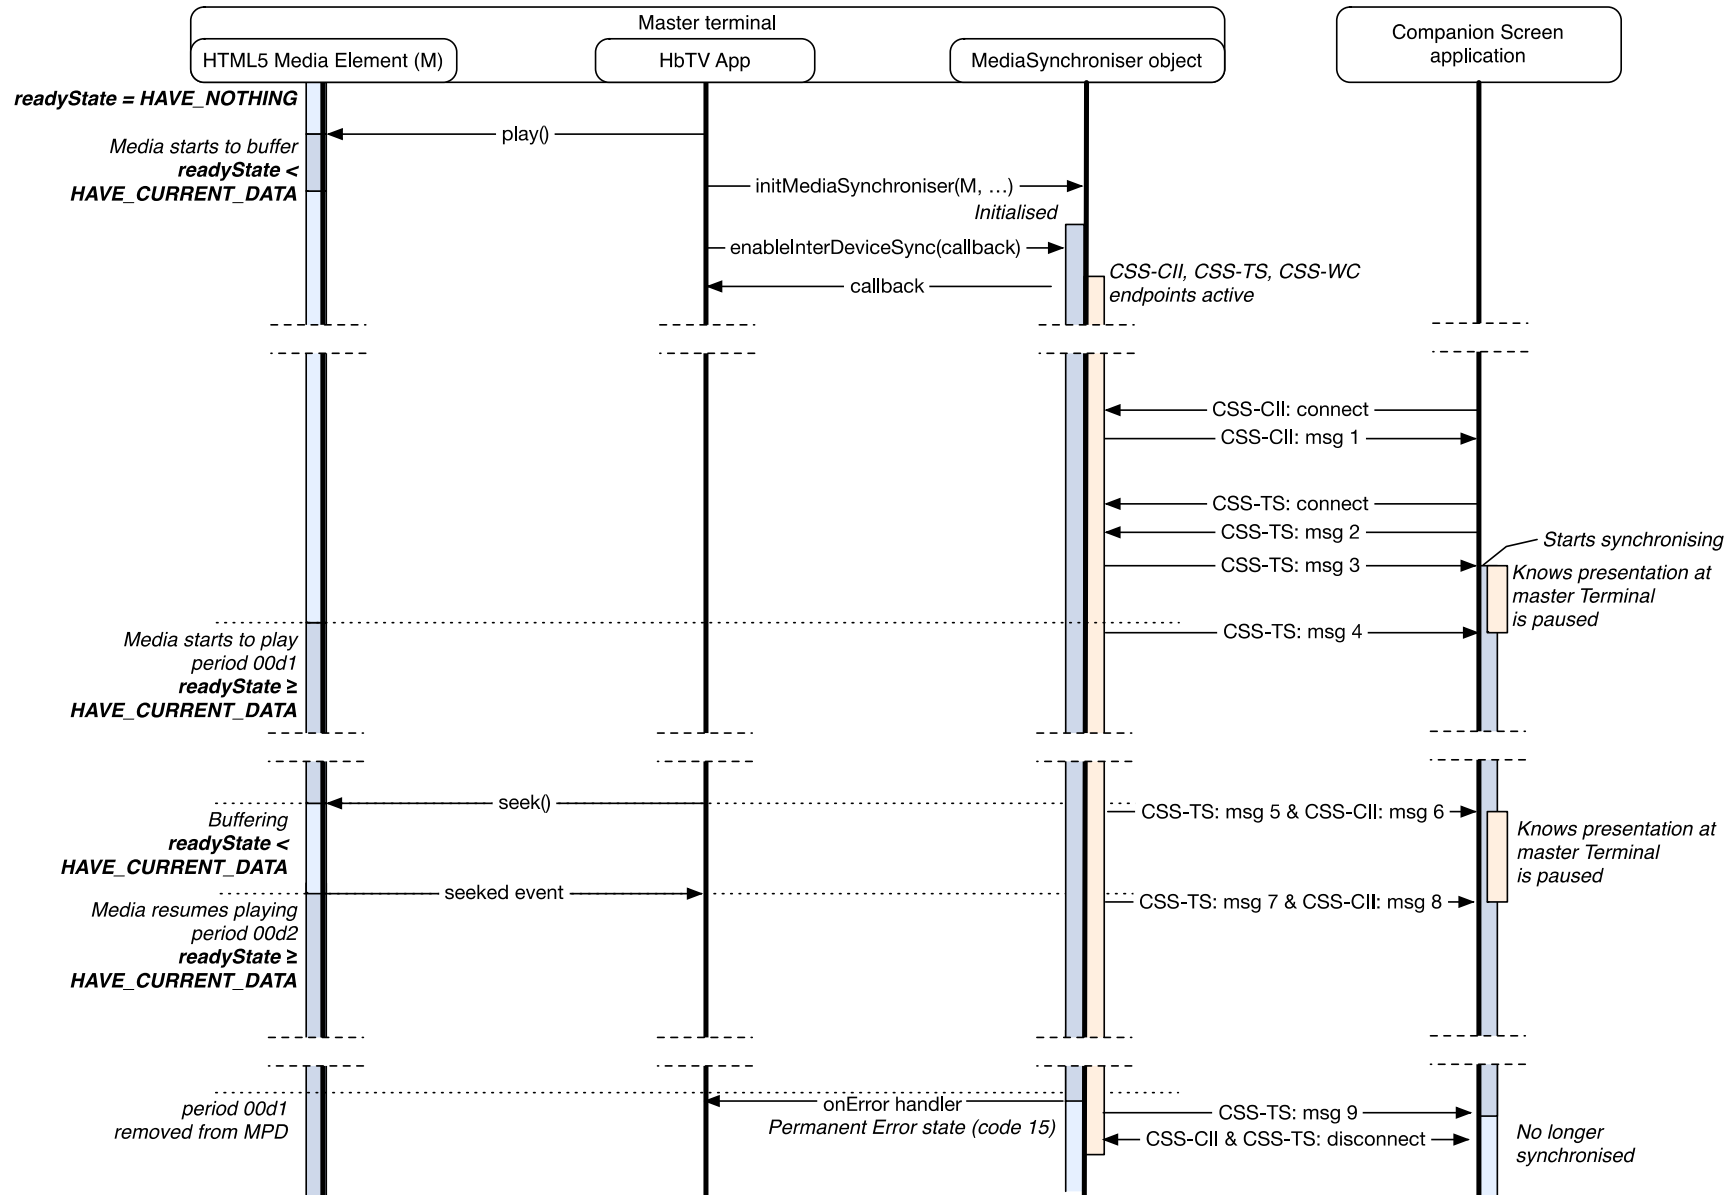 Master terminal
HTML5 Media Element (M)
HbTV App
MediaSynchroniser object
Companion Screen
application
readyState = HAVE_NOTHING
play()
Media starts to buffer
readyState <
HAVE_CURRENT_DATA
initMediaSynchroniser(M, ...)
Initialised
enableInterDeviceSync(callback)
callback
CSS-CII, CSS-TS, CSS-WC
endpoints active
CSS-CII: connect
CSS-CII: msg 1
CSS-TS: connect
CSS-TS: msg 2
CSS-TS: msg 3
Starts synchronising
Knows presentation at
master Terminal
is paused
CSS-TS: msg 4
Media starts to play
period 00d1
readyState ≥
HAVE_CURRENT_DATA
seek()
CSS-TS: msg 5 & CSS-CII: msg 6
Buffering
readyState <
HAVE_CURRENT_DATA
Knows presentation at
master Terminal
is paused
seeked event
CSS-TS: msg 7 & CSS-CII: msg 8
Media resumes playing
period 00d2
readyState ≥
HAVE_CURRENT_DATA
period 00d1
removed from MPD
onError handler
Permanent Error state (code 15)
CSS-TS: msg 9
CSS-CII & CSS-TS: disconnect
No longer
synchronised